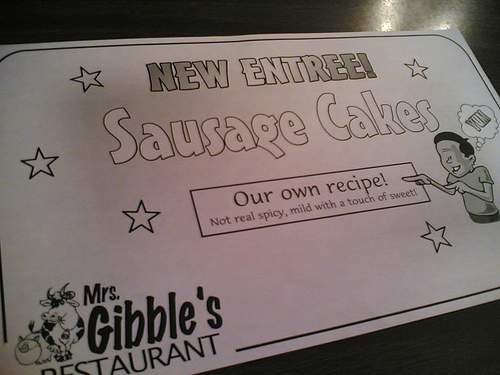 NEW ENTREE!
Sausage Cakes
Our own recipe!
Not real spicy, mild with a touch of sweet!
Mrs.
Gibble's
RESTAURANT